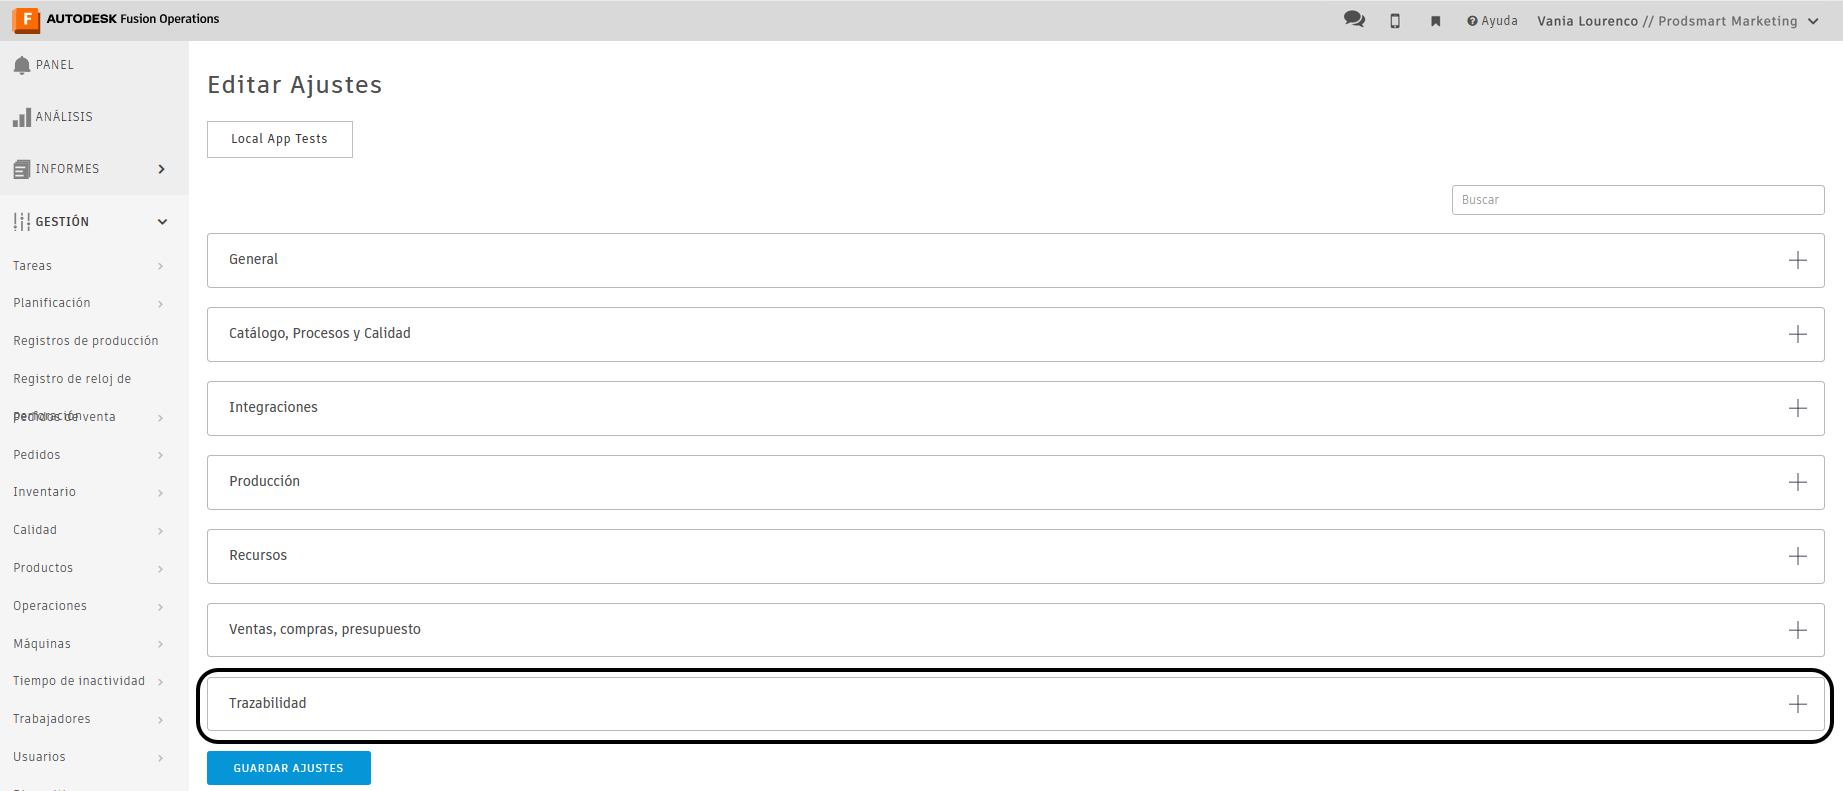 AUTODESK Fusion Operations
Ayuda
Vania Lourenco // Prodsmart Marketing
PANEL
ANÁLISIS
INFORMES
GESTIÓN
Tareas
Planificación
Registros de producción
Registro de reloj de
perforación
Pedidos de venta
Pedidos
Inventario
Calidad
Productos
Operaciones
Máquinas
Tiempo de inactividad
Trabajadores
Usuarios
Editar Ajustes
Local App Tests
Buscar
General
Catálogo, Procesos y Calidad
Integraciones
Producción
Recursos
Ventas, compras, presupuesto
Trazabilidad
GUARDAR AJUSTES